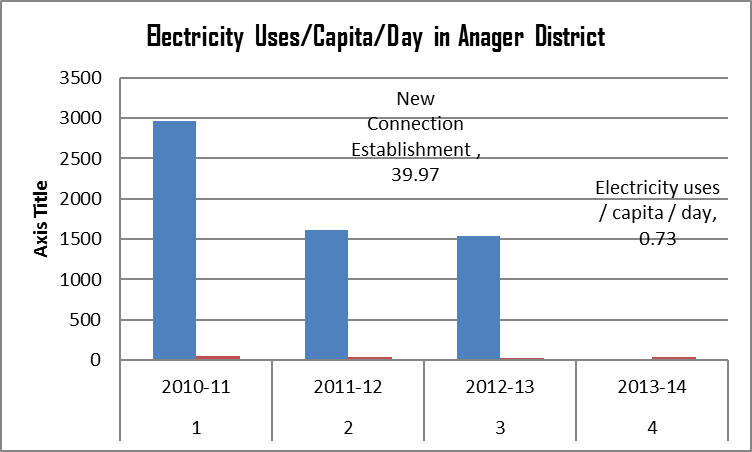 Electricity Uses/Capita/Day in Anager District
3500
3000
2500
2000
1500
1000
500
0
Axis Title
New
Connection
Establishment ,
39.97
Electricity uses
/ capita / day,
0.73
2010-11 2011-12 2012-13 2013-14
1 2 3 4